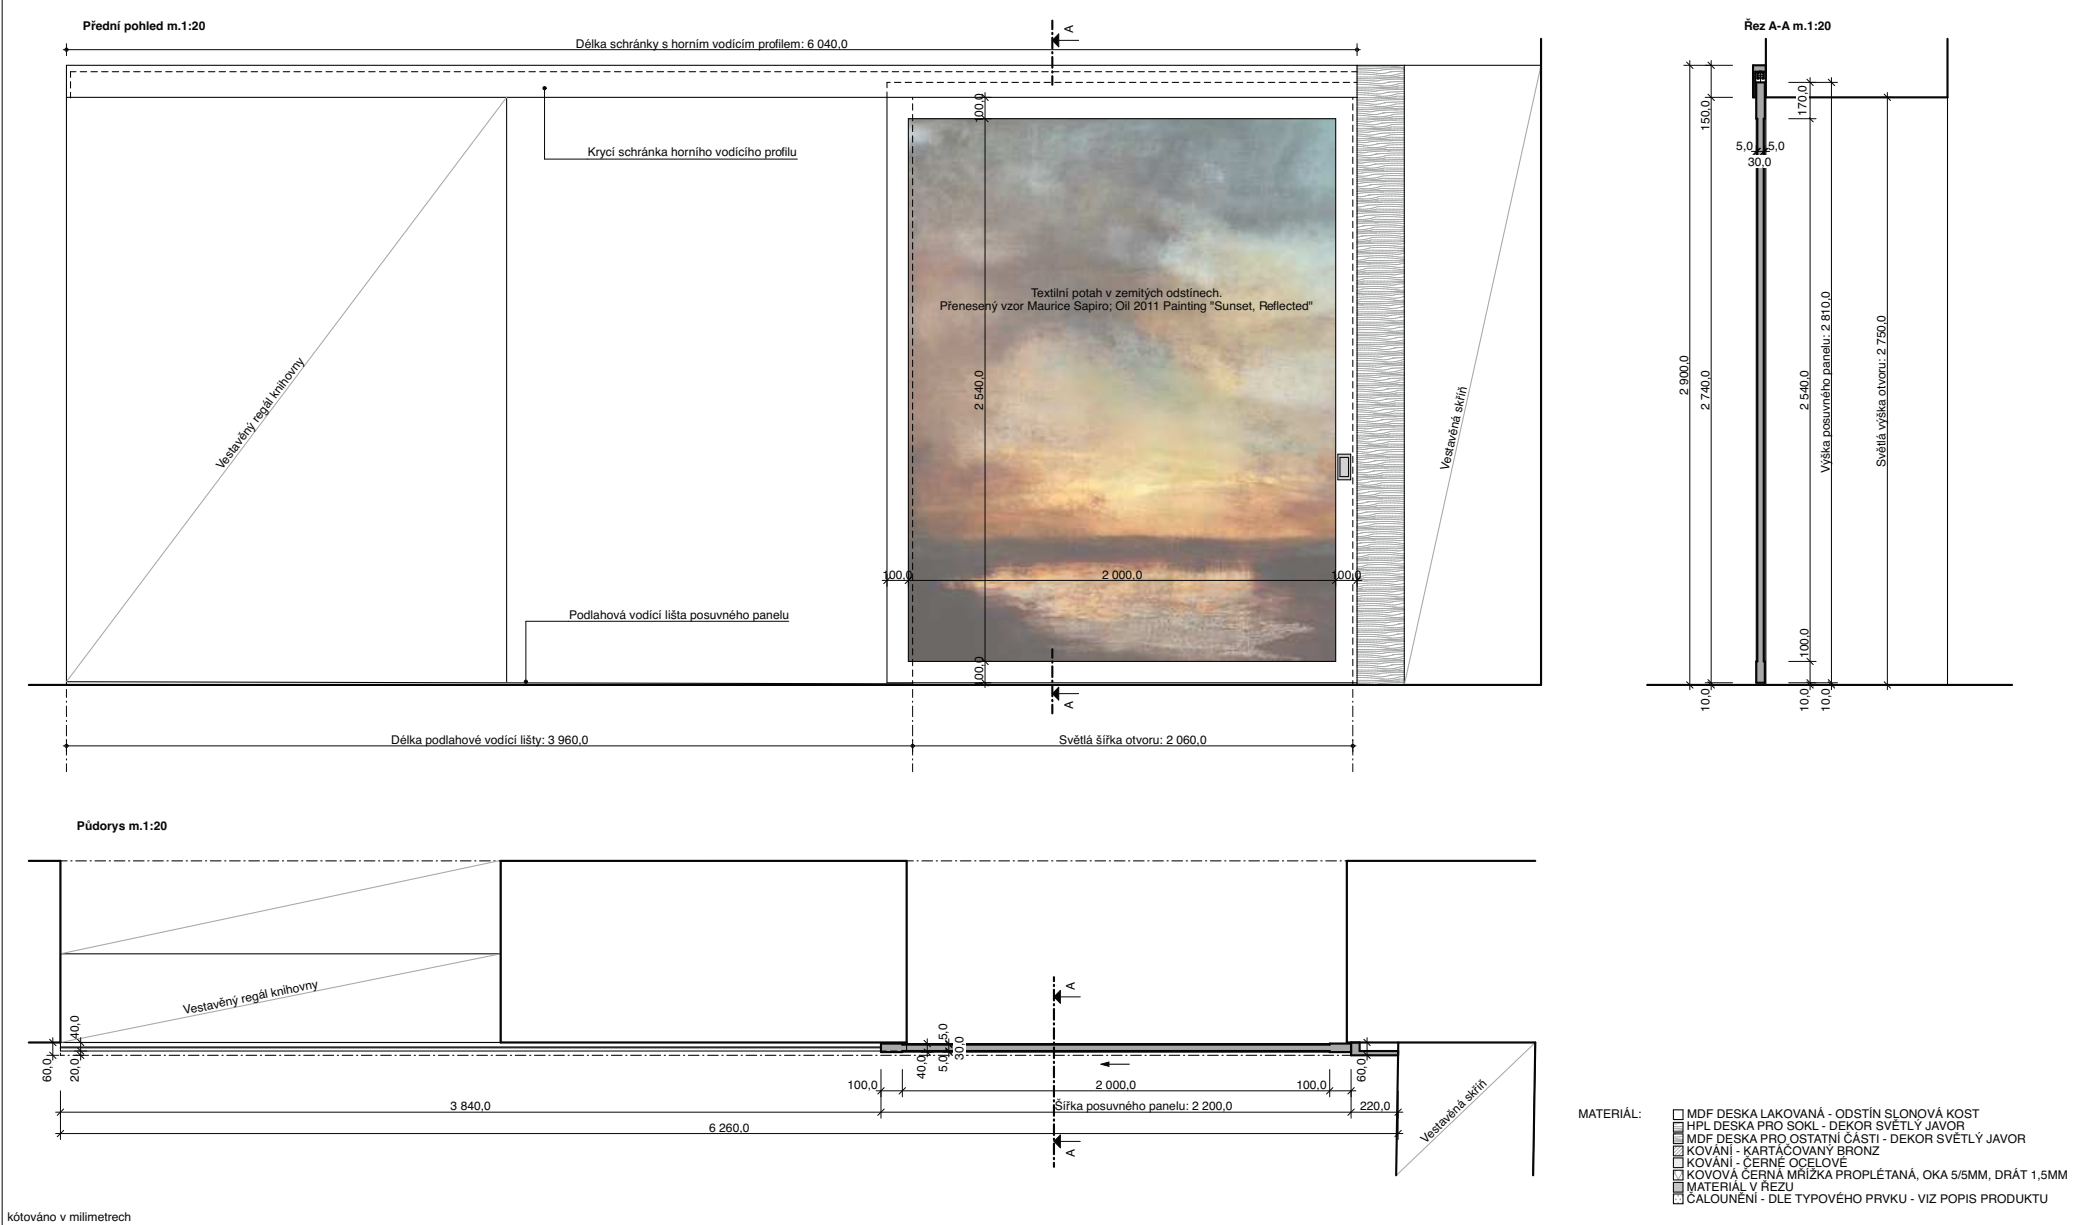 Přední pohled m.1:20
Délka schránky s horním vodícím profilem: 6 040,0
A
Krycí schránka horního vodícího profilu
100,0
Textilní potah v zemitých odstínech.
Přenesený vzor Maurice Sapiro; Oil 2011 Painting "Sunset, Reflected"
Vestavěný regál knihovny
2 540,0
Vestavěná skříň
100,0
2 000,0
100,0
Podlahová vodící lišta posuvného panelu
100,0
A
Délka podlahové vodící lišty: 3 960,0
Světlá šířka otvoru: 2 060,0
Řez A-A m.1:20
150,0
170,0
5,0
5,0
30,0
2 900,0
2 740,0
2 540,0
Výška posuvného panelu: 2 810,0
Světlá výška otvoru: 2 750,0
100,0
10,0
10,0
10,0
Půdorys m.1:20
Vestavěný regál knihovny
A
60,0
20,0
40,0
40,0
5,0
5,0
30,0
60,0
100,0
2 000,0
100,0
3 840,0
Šířka posuvného panelu: 2 200,0
220,0
6 260,0
A
Vestavěná skříň
MATERIÁL:
MDF DESKA LAKOVANÁ - ODSTÍN SLONOVÁ KOST
HPL DESKA PRO SOKL - DEKOR SVĚTLÝ JAVOR
MDF DESKA PRO OSTATNÍ ČÁSTI - DEKOR SVĚTLÝ JAVOR
KOVÁNÍ - KARTÁČOVANÝ BRONZ
KOVÁNÍ - ČERNÉ OCELOVÉ
KOVOVÁ ČERNÁ MŘÍŽKA PROPLÉTANÁ, OKA 5/5MM, DRÁT 1,5MM
MATERIÁL V ŘEZU
ČALOUNĚNÍ - DLE TYPOVÉHO PRVKU - VIZ POPIS PRODUKTU
kótováno v milimetrech